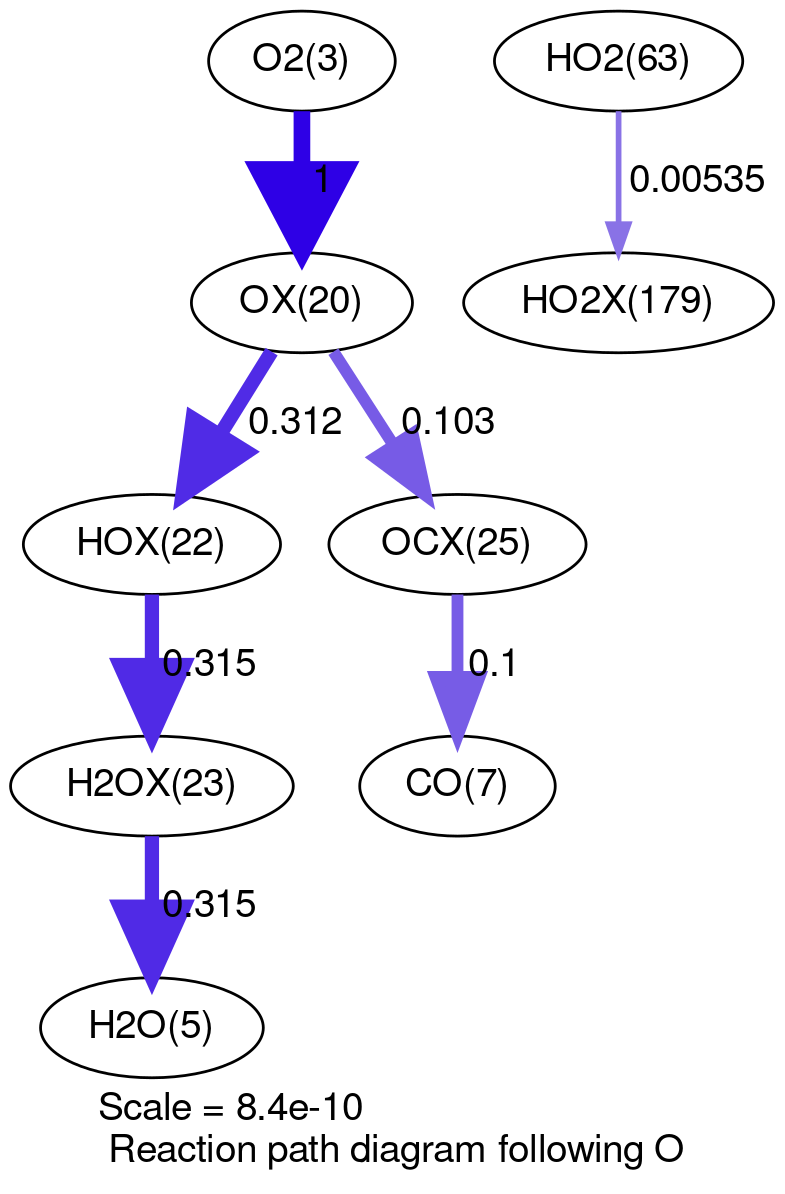 O2(3)
HO2(63)
1
0.00535
OX(20)
HO2X(179)
0.312
0.103
HOX(22)
OCX(25)
0.315
0.1
H2OX(23)
CO(7)
0.315
H2O(5)
Scale = 8.4e-10
Reaction path diagram following O